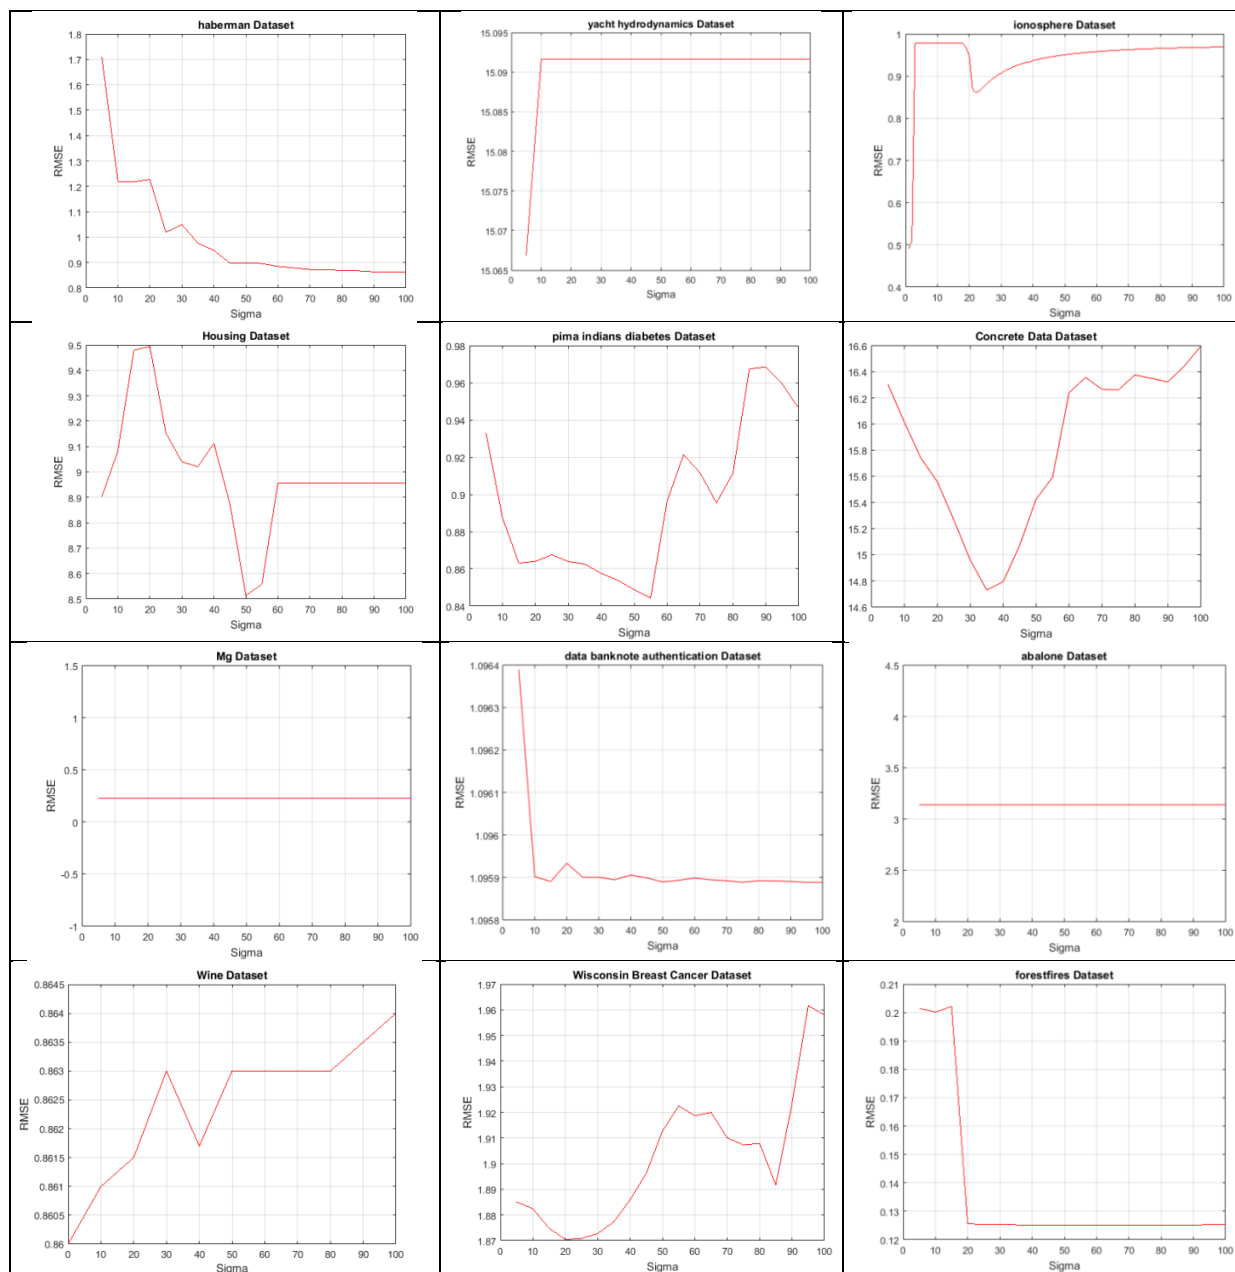 haberman Dataset
1.8
1.7
1.6
1.5
1.4
1.3
1.2
1.1
1
0.9
0.8
RMSE
0 10 20 30 40 50 60 70 80 90 100
Sigma
yacht hydrodynamics Dataset
15.095
15.09
15.085
15.08
15.075
15.07
15.065
RMSE
0 10 20 30 40 50 60 70 80 90 100
Sigma
ionosphere Dataset
1
0.9
0.8
0.7
0.6
0.5
0.4
RMSE
0 10 20 30 40 50 60 70 80 90 100
Sigma
Housing Dataset
9.5
9.4
9.3
9.2
9.1
9
8.9
8.8
8.7
8.6
8.5
RMSE
0 10 20 30 40 50 60 70 80 90 100
Sigma
pima indians diabetes Dataset
0.98
0.96
0.94
0.92
0.9
0.88
0.86
0.84
RMSE
0 10 20 30 40 50 60 70 80 90 100
Sigma
Concrete Data Dataset
16.6
16.4
16.2
16
15.8
15.6
15.4
15.2
15
14.8
14.6
RMSE
0 10 20 30 40 50 60 70 80 90 100
Sigma
Mg Dataset
1.5
1
0.5
0
-0.5
-1
RMSE
0 10 20 30 40 50 60 70 80 90 100
Sigma
data banknote authentication Dataset
1.0964
1.0963
1.0962
1.0961
1.096
1.0959
1.0958
RMSE
0 10 20 30 40 50 60 70 80 90 100
Sigma
abalone Dataset
4.5
4
3.5
3
2.5
2
RMSE
0 10 20 30 40 50 60 70 80 90 100
Sigma
Wine Dataset
0.8645
0.864
0.8635
0.863
0.8625
0.862
0.8615
0.861
0.8605
0.86
RMSE
0 10 20 30 40 50 60 70 80 90 100
Sigma
Wisconsin Breast Cancer Dataset
1.97
1.96
1.95
1.94
1.93
1.92
1.91
1.9
1.89
1.88
1.87
RMSE
0 10 20 30 40 50 60 70 80 90 100
Sigma
forestfires Dataset
0.21
0.2
0.19
0.18
0.17
0.16
0.15
0.14
0.13
0.12
RMSE
0 10 20 30 40 50 60 70 80 90 100
Sigma